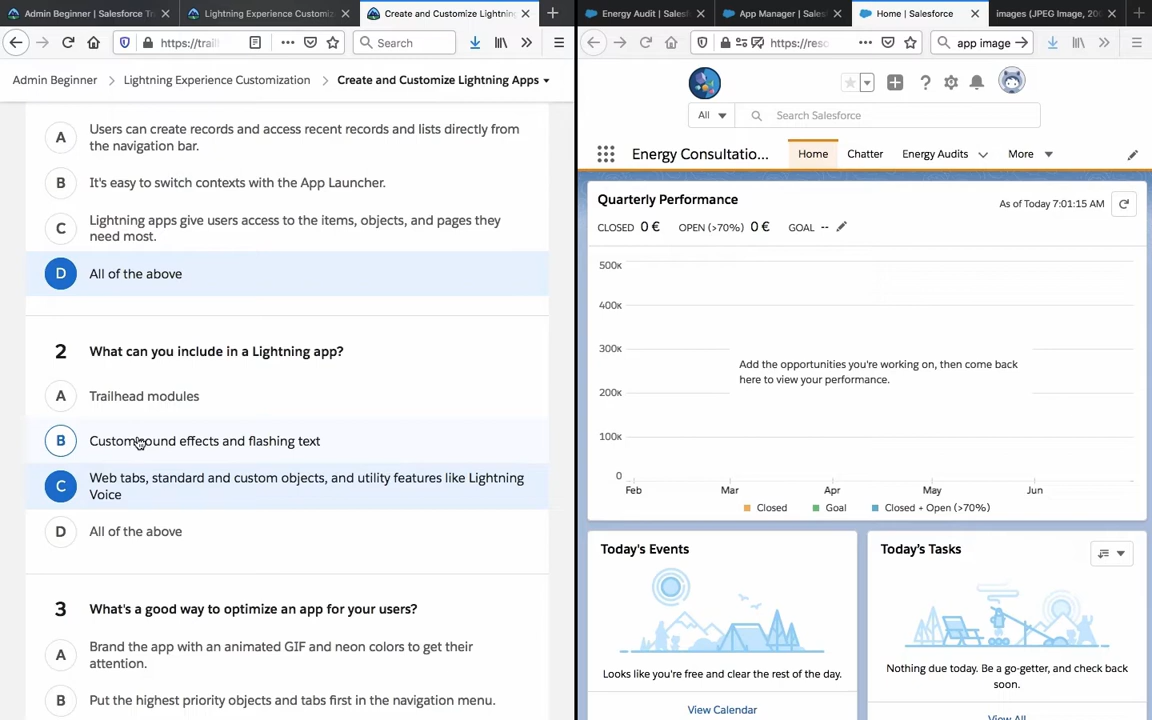 Admin Beginner | Salesforce Tr
Lightning Experience Customiz
Create and Customize Lightning
https://trail
Search
Admin Beginner
Lightning Experience Customization
Create and Customize Lightning Apps
A
Users can create records and access recent records and lists directly from
the navigation bar.
B
It's easy to switch contexts with the App Launcher.
C
Lightning apps give users access to the items, objects, and pages they
need most.
D
All of the above
2
What can you include in a Lightning app?
A
Trailhead modules
B
Custom sound effects and flashing text
C
Web tabs, standard and custom objects, and utility features like Lightning
Voice
D
All of the above
3
What's a good way to optimize an app for your users?
A
Brand the app with an animated GIF and neon colors to get their
attention.
B
Put the highest priority objects and tabs first in the navigation menu.
Energy Audit | Salesf
App Manager | Salesf
Home | Salesforce
images (JPEG Image, 20
https://reso
app image
All
Search Salesforce
Energy Consultatio...
Home
Chatter
Energy Audits
More
Quarterly Performance
As of Today 7:01:15 AM
CLOSED 0 € OPEN (>70%) 0 € GOAL --
500K
400K
300K
200K
100K
0
Add the opportunities you're working on, then come back
here to view your performance.
Feb Mar Apr May Jun
Closed Goal Closed + Open (>70%)
Today's Events
Looks like you're free and clear the rest of the day.
View Calendar
Today's Tasks
Nothing due today. Be a go-getter, and check back
soon.
View All